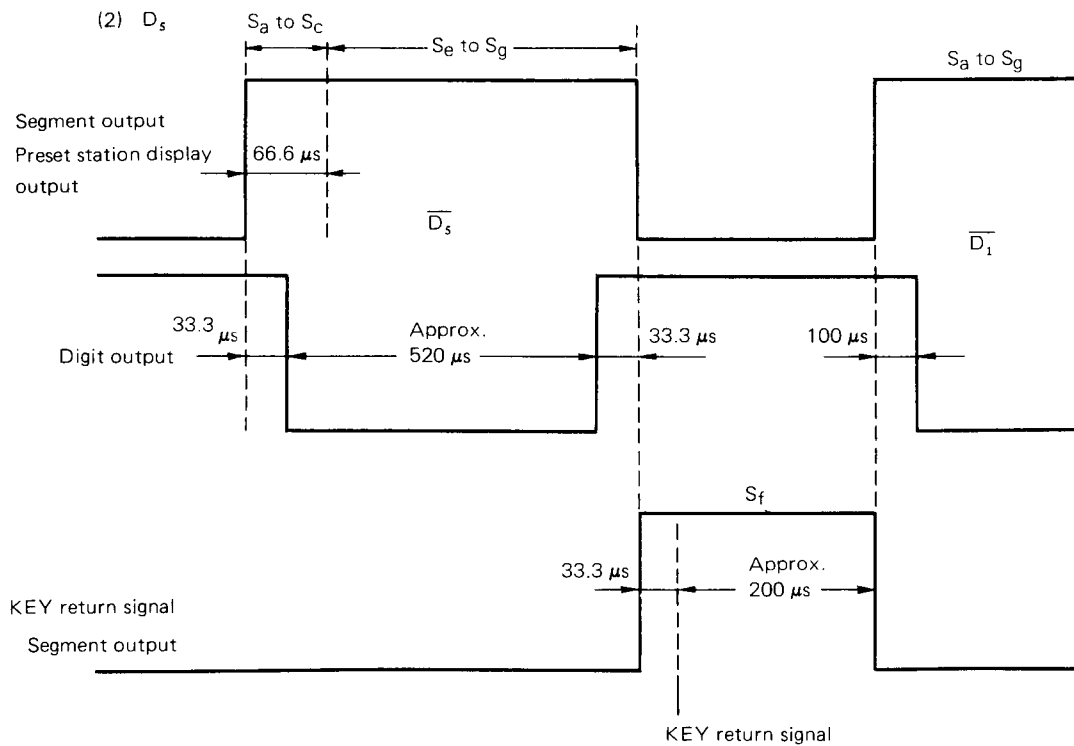 (2) Ds
Sa to Sc
Se to Sg
Sa to Sg
Segment output
Preset station display
output
66.6 μs
Ds
D1
33.3 μs
Approx.
520 μs
33.3 μs
100 μs
Digit output
Sf
33.3 μs
Approx.
200 μs
KEY return signal
Segment output
KEY return signal